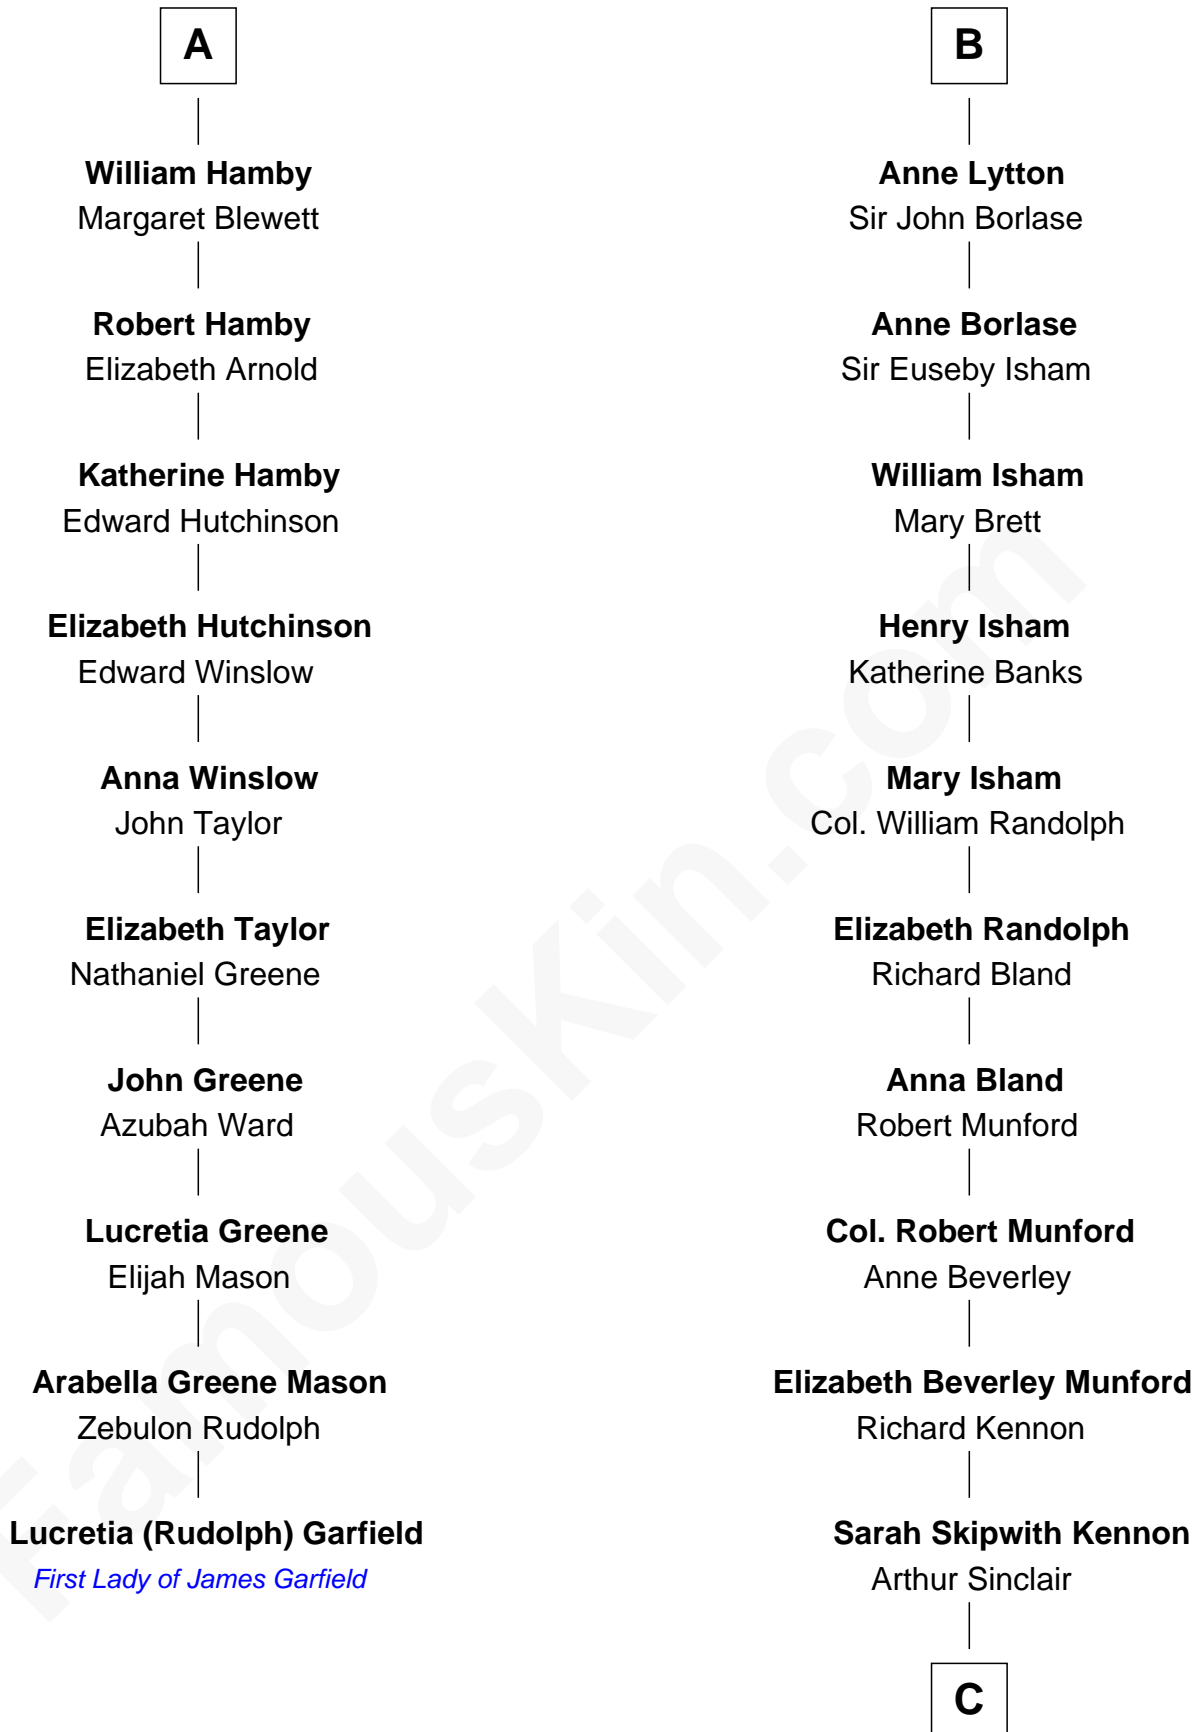 A
William Hamby
Margaret Blewett
Robert Hamby
Elizabeth Arnold
Katherine Hamby
Edward Hutchinson
Elizabeth Hutchinson
Edward Winslow
Anna Winslow
John Taylor
Elizabeth Taylor
Nathaniel Greene
John Greene
Azubah Ward
Lucretia Greene
Elijah Mason
Arabella Greene Mason
Zebulon Rudolph
Lucretia (Rudolph) Garfield
First Lady of James Garfield
B
Anne Lytton
Sir John Borlase
Anne Borlase
Sir Euseby Isham
William Isham
Mary Brett
Henry Isham
Katherine Banks
Mary Isham
Col. William Randolph
Elizabeth Randolph
Richard Bland
Anna Bland
Robert Munford
Col. Robert Munford
Anne Beverley
Elizabeth Beverley Munford
Richard Kennon
Sarah Skipwith Kennon
Arthur Sinclair
C
FamousKin.com